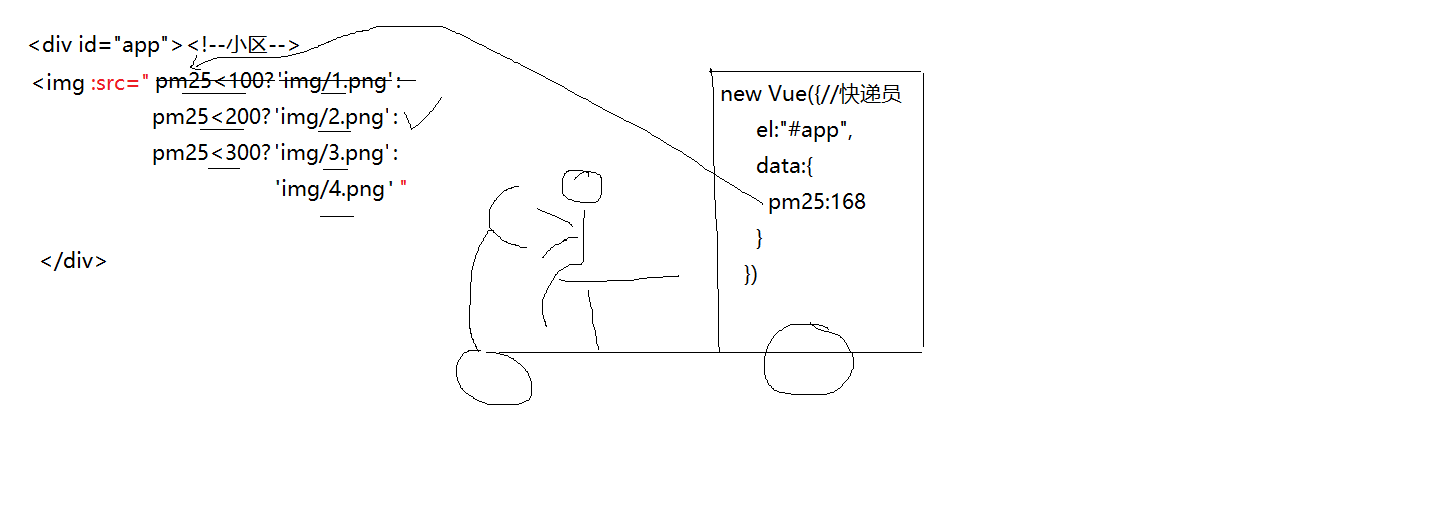 <div id="app"><!--小区-->
<img :src=" pm25<100? 'img/1.png' :
pm25<200? 'img/2.png' :
pm25<300? 'img/3.png' :
'img/4.png' "
</div>
new Vue({//快递员
el:"#app",
data:{
pm25:168
}
})